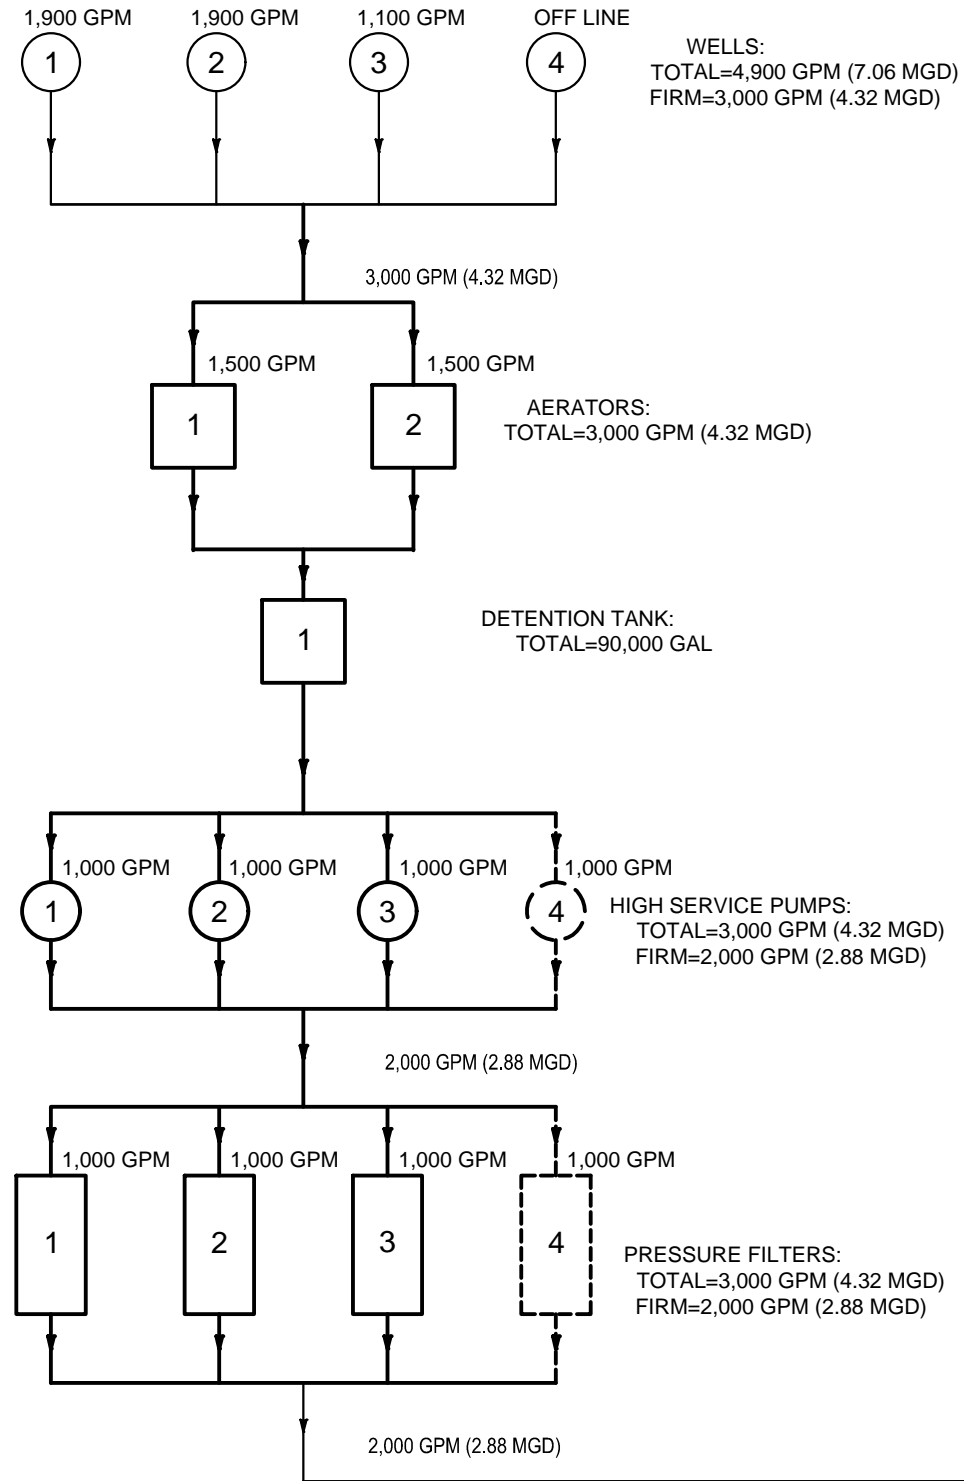 1,900 GPM 1,900 GPM 1,100 GPM OFF LINE
1 2 3 4
WELLS:
TOTAL=4,900 GPM (7.06 MGD)
FIRM=3,000 GPM (4.32 MGD)
3,000 GPM (4.32 MGD)
1,500 GPM 1,500 GPM
1 2
AERATORS:
TOTAL=3,000 GPM (4.32 MGD)
1
DETENTION TANK:
TOTAL=90,000 GAL
1,000 GPM 1,000 GPM 1,000 GPM 1,000 GPM
1 2 3 4
HIGH SERVICE PUMPS:
TOTAL=3,000 GPM (4.32 MGD)
FIRM=2,000 GPM (2.88 MGD)
2,000 GPM (2.88 MGD)
1,000 GPM 1,000 GPM 1,000 GPM 1,000 GPM
1 2 3 4
PRESSURE FILTERS:
TOTAL=3,000 GPM (4.32 MGD)
FIRM=2,000 GPM (2.88 MGD)
2,000 GPM (2.88 MGD)